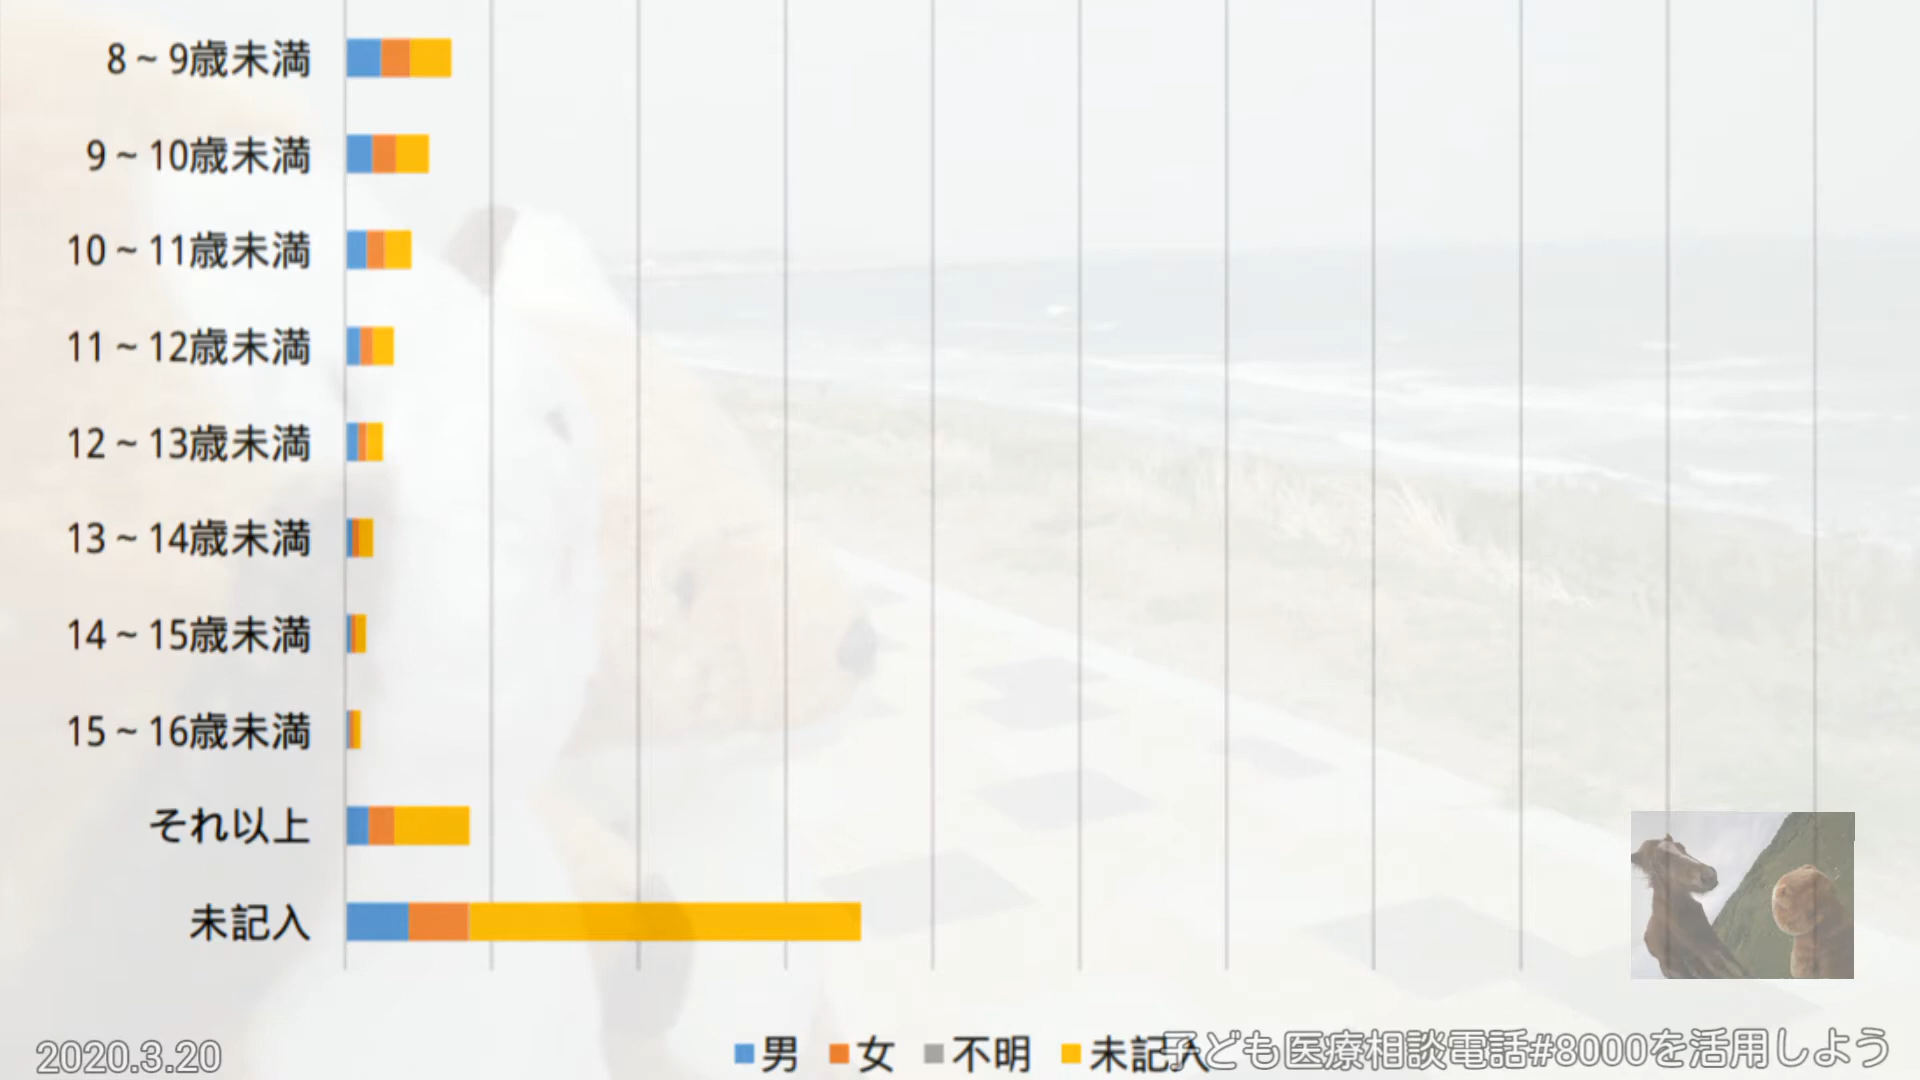 8 ~ 9歳未満
9 ~ 10歳未満
10 ~ 11歳未満
11 ~ 12歳未満
12 ~ 13歳未満
13 ~ 14歳未満
14 ~ 15歳未満
15 ~ 16歳未満
それ以上
未記入
男 女 不明 未記入
2020.3.20
子ども医療相談電話#8000を活用しよう